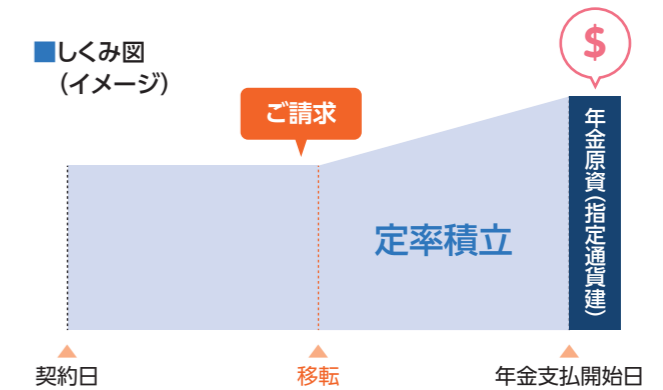 ■しくみ図
（イメージ）
$
ご請求
定率積立
年金原資（指定通貨建）
契約日
移転
年金支払開始日